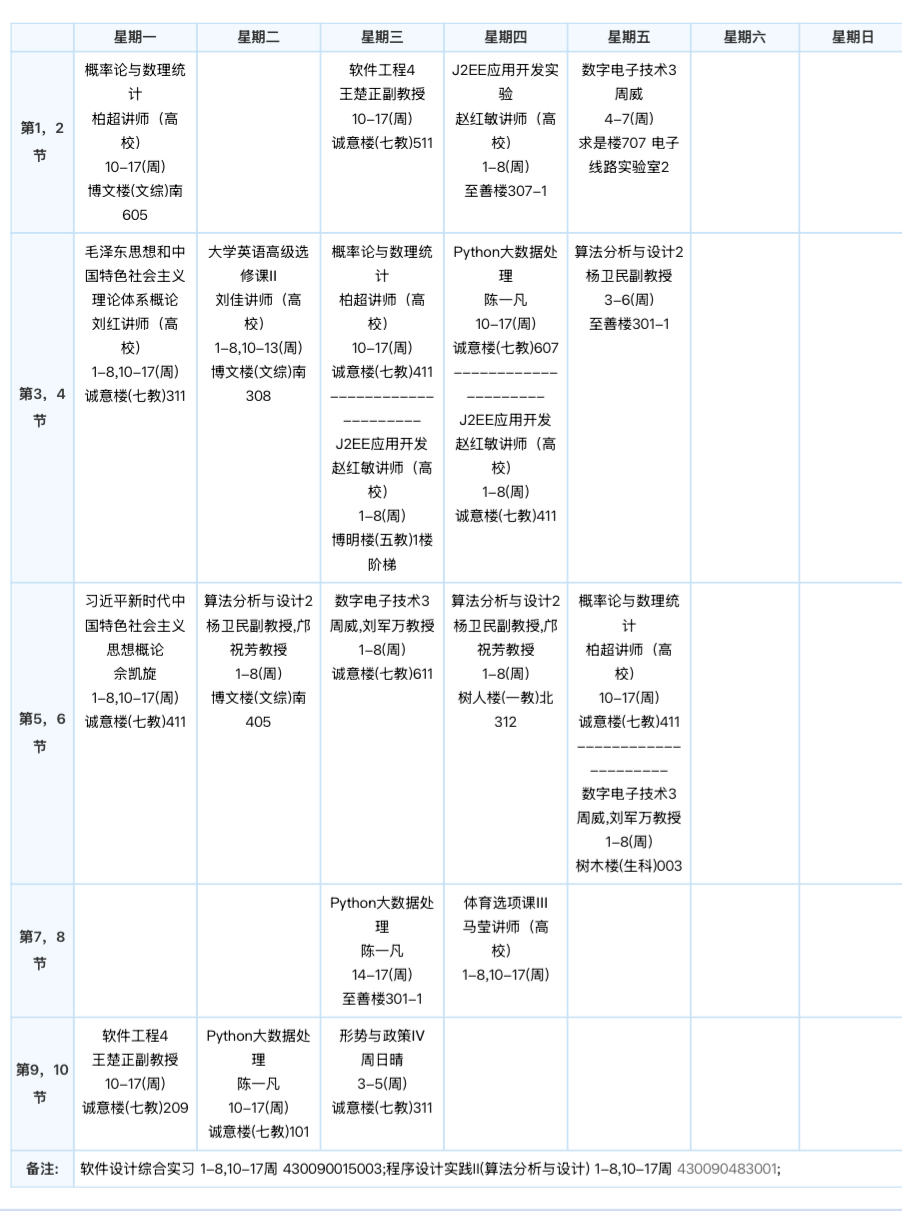 星期一 星期二 星期三 星期四 星期五 星期六 星期日
第1，2
节
概率论与数理统
计
柏超讲师（高
校）
10–17(周)
博文楼(文综)南
605
软件工程4
王楚正副教授
10–17(周)
诚意楼(七教)511
J2EE应用开发实
验
赵红敏讲师（高
校）
1–8(周)
至善楼307–1
数字电子技术3
周威
4–7(周)
求是楼707 电子
线路实验室2
第3，4
节
毛泽东思想和中
国特色社会主义
理论体系概论
刘红讲师（高
校）
1–8,10–17(周)
诚意楼(七教)311
大学英语高级选
修课II
刘佳讲师（高
校）
1–8,10–13(周)
博文楼(文综)南
308
概率论与数理统
计
柏超讲师（高
校）
10–17(周)
诚意楼(七教)411
–––––––––––––
–––––––––
J2EE应用开发
赵红敏讲师（高
校）
1–8(周)
博明楼(五教)1楼
阶梯
Python大数据处
理
陈一凡
10–17(周)
诚意楼(七教)607
–––––––––––––
–––––––––
J2EE应用开发
赵红敏讲师（高
校）
1–8(周)
诚意楼(七教)411
算法分析与设计2
杨卫民副教授
3–6(周)
至善楼301–1
第5，6
节
习近平新时代中
国特色社会主义
思想概论
佘凯旋
1–8,10–17(周)
诚意楼(七教)411
算法分析与设计2
杨卫民副教授,邝
祝芳教授
1–8(周)
博文楼(文综)南
405
数字电子技术3
周威,刘军万教授
1–8(周)
诚意楼(七教)611
算法分析与设计2
杨卫民副教授,邝
祝芳教授
1–8(周)
树人楼(一教)北
312
概率论与数理统
计
柏超讲师（高
校）
10–17(周)
诚意楼(七教)411
–––––––––––––
–––––––––
数字电子技术3
周威,刘军万教授
1–8(周)
树木楼(生科)003
第7，8
节
Python大数据处
理
陈一凡
14–17(周)
至善楼301–1
体育选项课III
马莹讲师（高
校）
1–8,10–17(周)
第9，10
节
软件工程4
王楚正副教授
10–17(周)
诚意楼(七教)209
Python大数据处
理
陈一凡
10–17(周)
诚意楼(七教)101
形势与政策IV
周日晴
3–5(周)
诚意楼(七教)311
备注: 软件设计综合实习 1–8,10–17周 430090015003;程序设计实践II(算法分析与设计) 1–8,10–17周 430090483001;